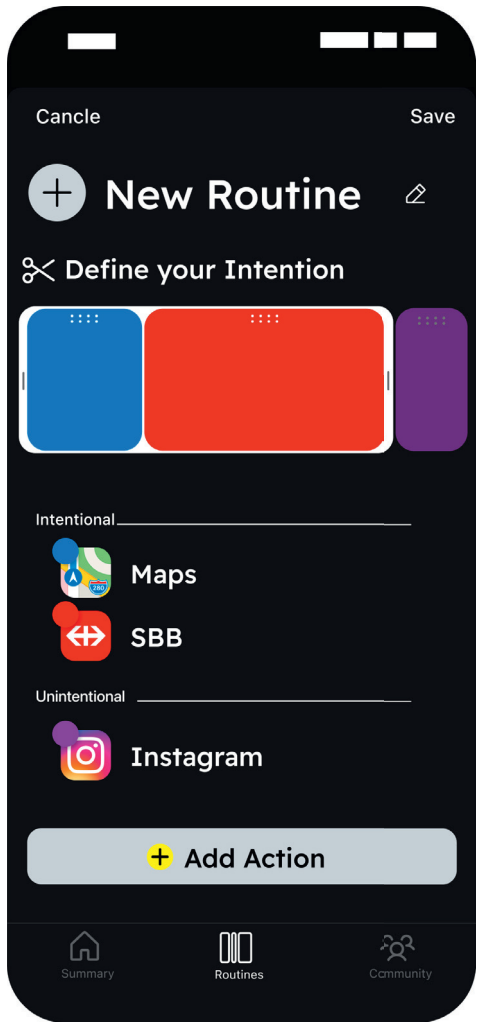 Cancle
Save
New Routine
Define your Intention
Intentional
280
Maps
SBB
Unintentional
Instagram
+ Add Action
Summary
Routines
Community